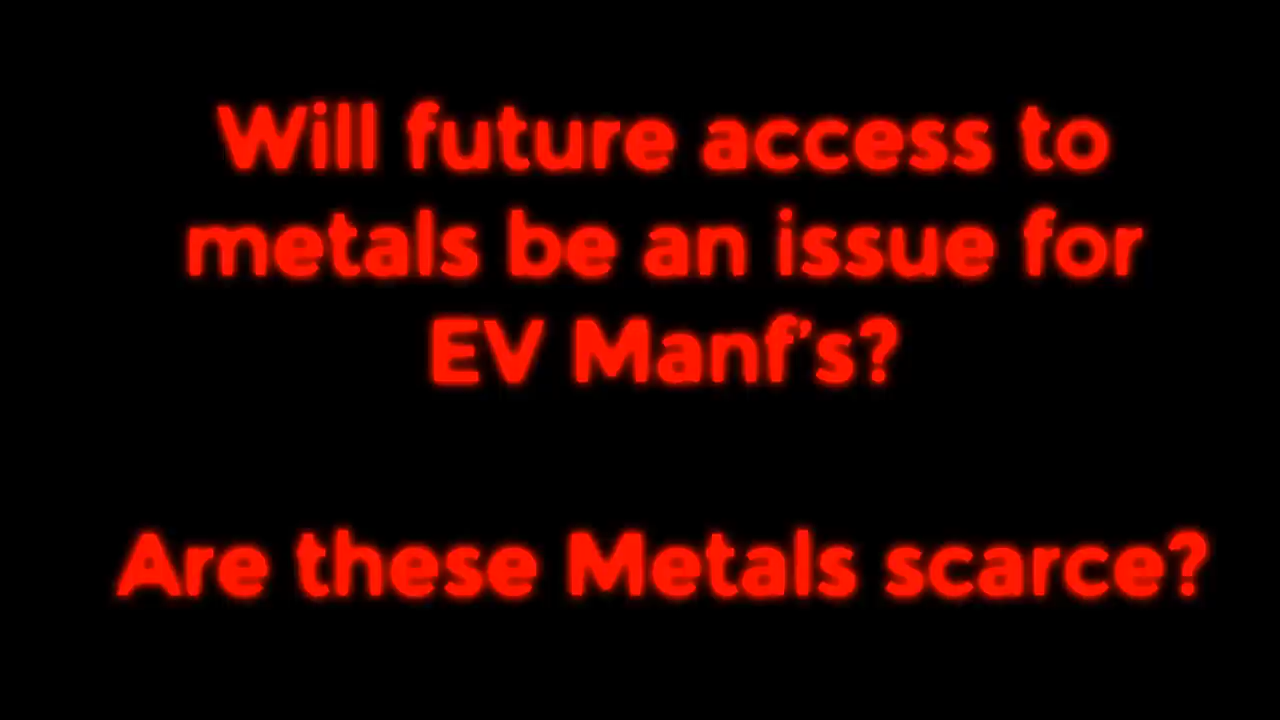 Will future access to
metals be an issue for
EV Manf's?
Are these Metals scarce?